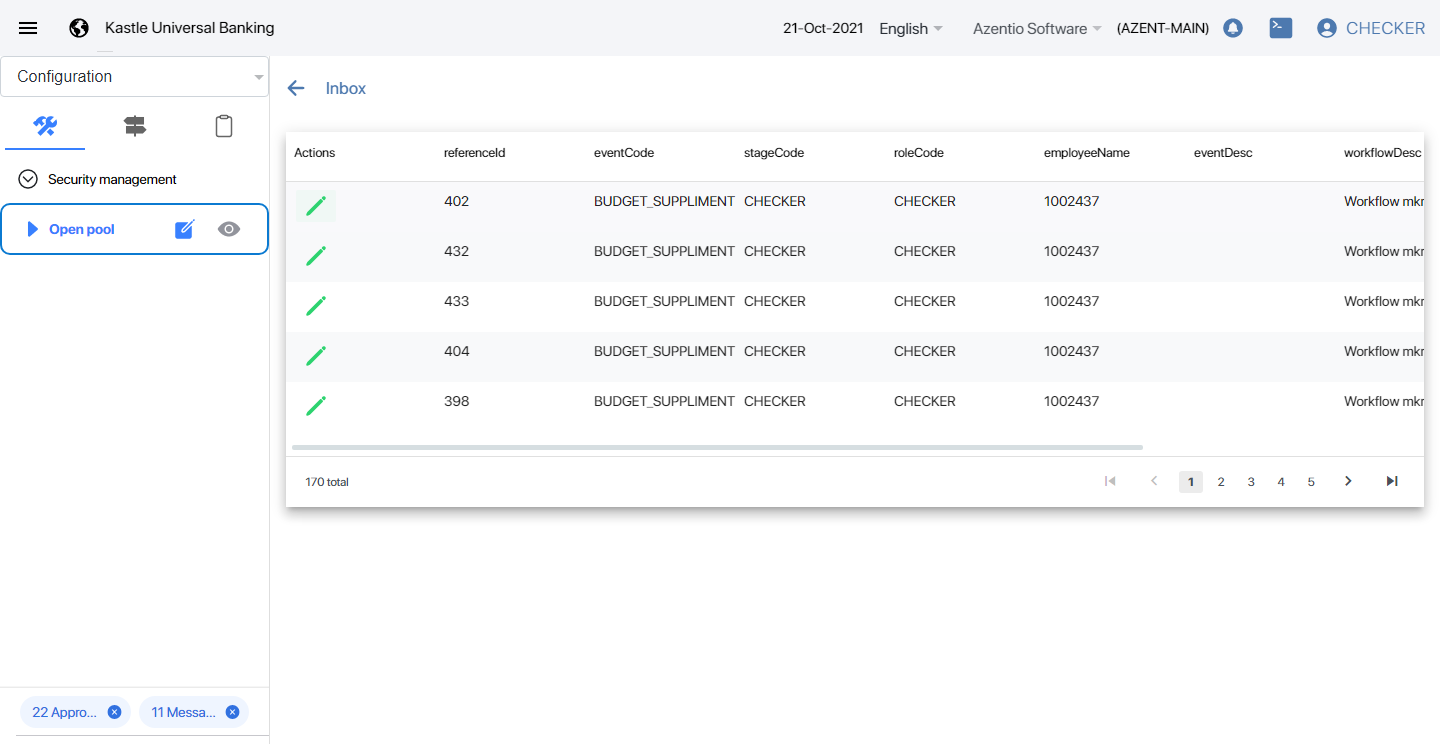 Kastle Universal Banking 21-Oct-2021 English Azentio Software (AZENT-MAIN) CHECKER
Configuration
Security management
Open pool
22 Appro... 11 Messa...
Inbox
Actions referenceId eventCode stageCode roleCode employeeName eventDesc workflowDesc
402 BUDGET_SUPPLIMENT CHECKER CHECKER 1002437 Workflow mkr
432 BUDGET_SUPPLIMENT CHECKER CHECKER 1002437 Workflow mkr
433 BUDGET_SUPPLIMENT CHECKER CHECKER 1002437 Workflow mkr
404 BUDGET_SUPPLIMENT CHECKER CHECKER 1002437 Workflow mkr
398 BUDGET_SUPPLIMENT CHECKER CHECKER 1002437 Workflow mkr
170 total 1 2 3 4 5